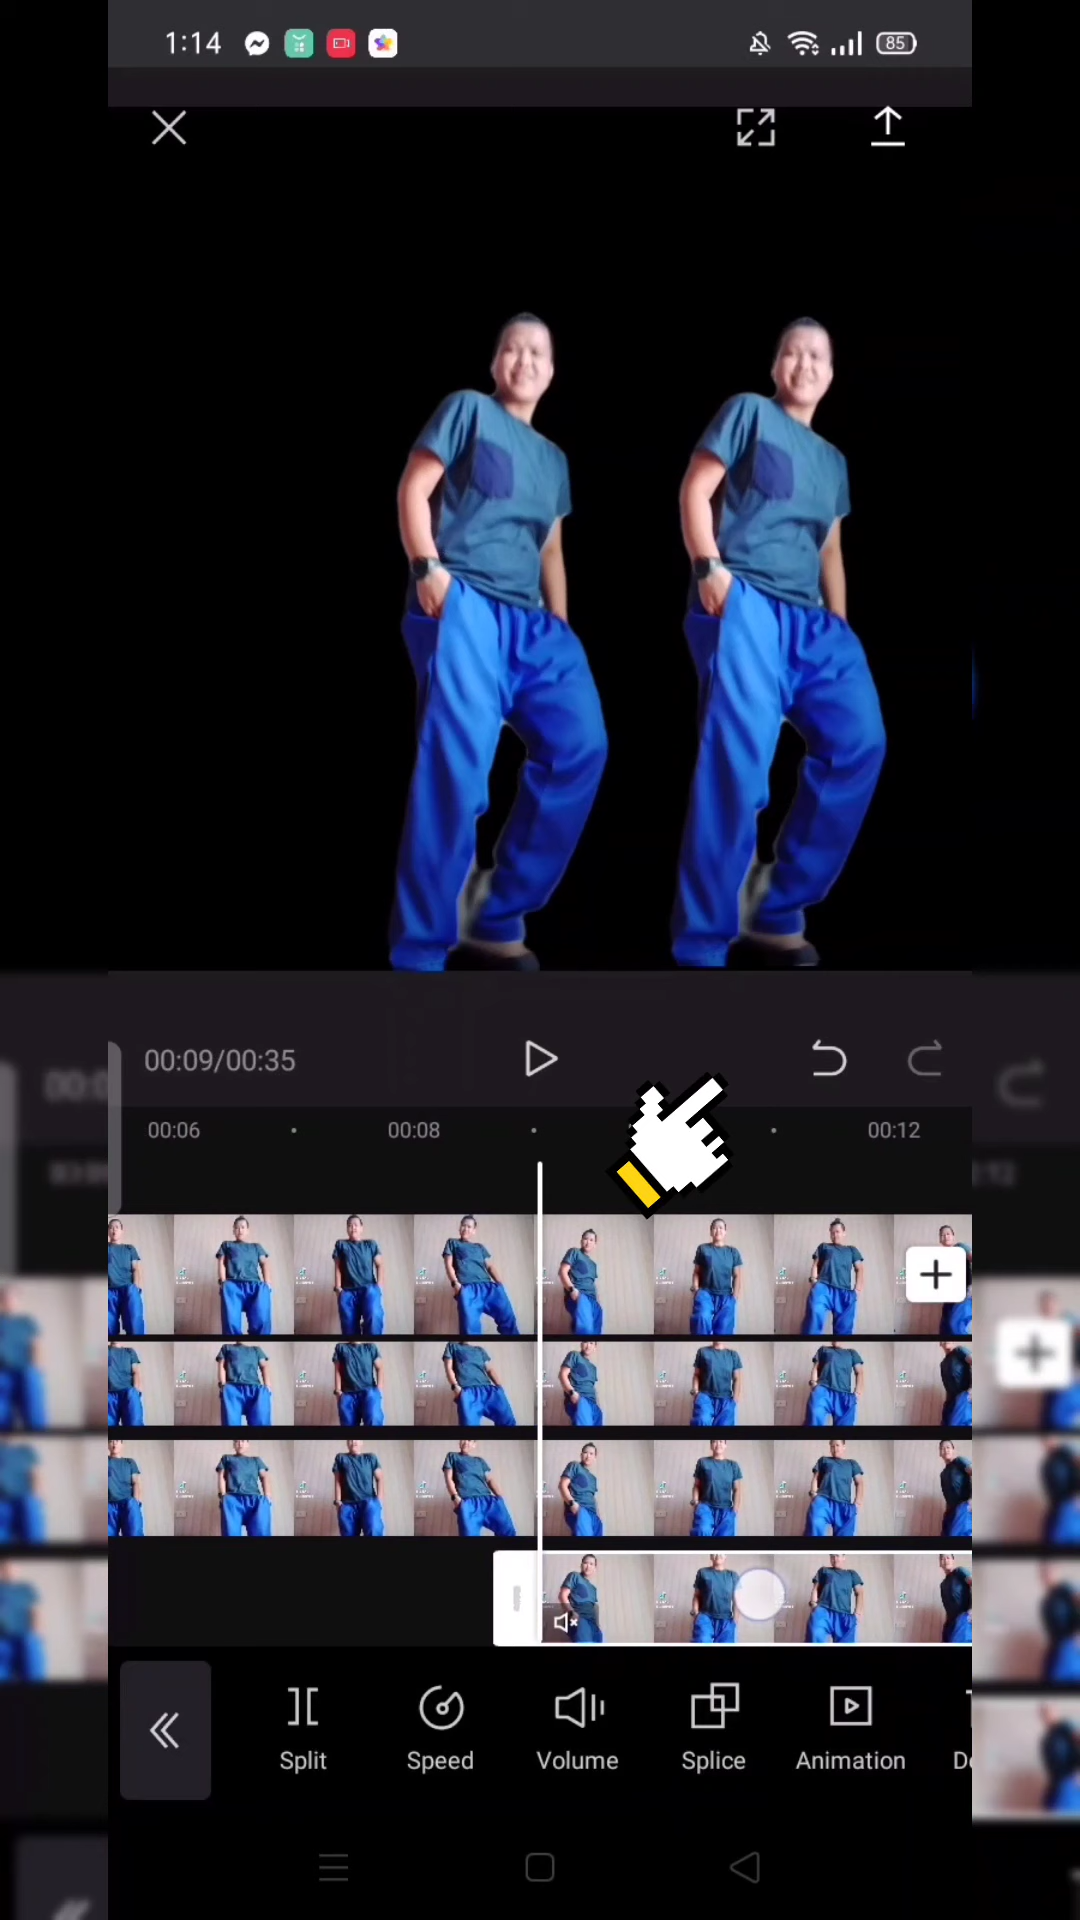 1:14
85
00:09/00:35
00:06
00:08
00:12
Split
Speed
Volume
Splice
Animation